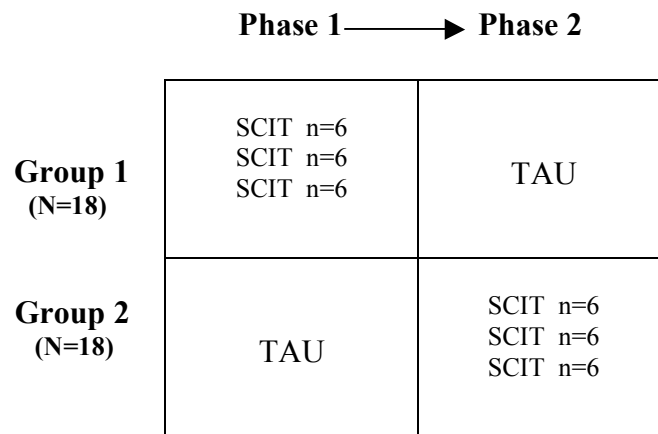 Phase 1 Phase 2
SCIT n=6
SCIT n=6
SCIT n=6
Group 1
(N=18)
TAU
Group 2
(N=18)
TAU
SCIT n=6
SCIT n=6
SCIT n=6